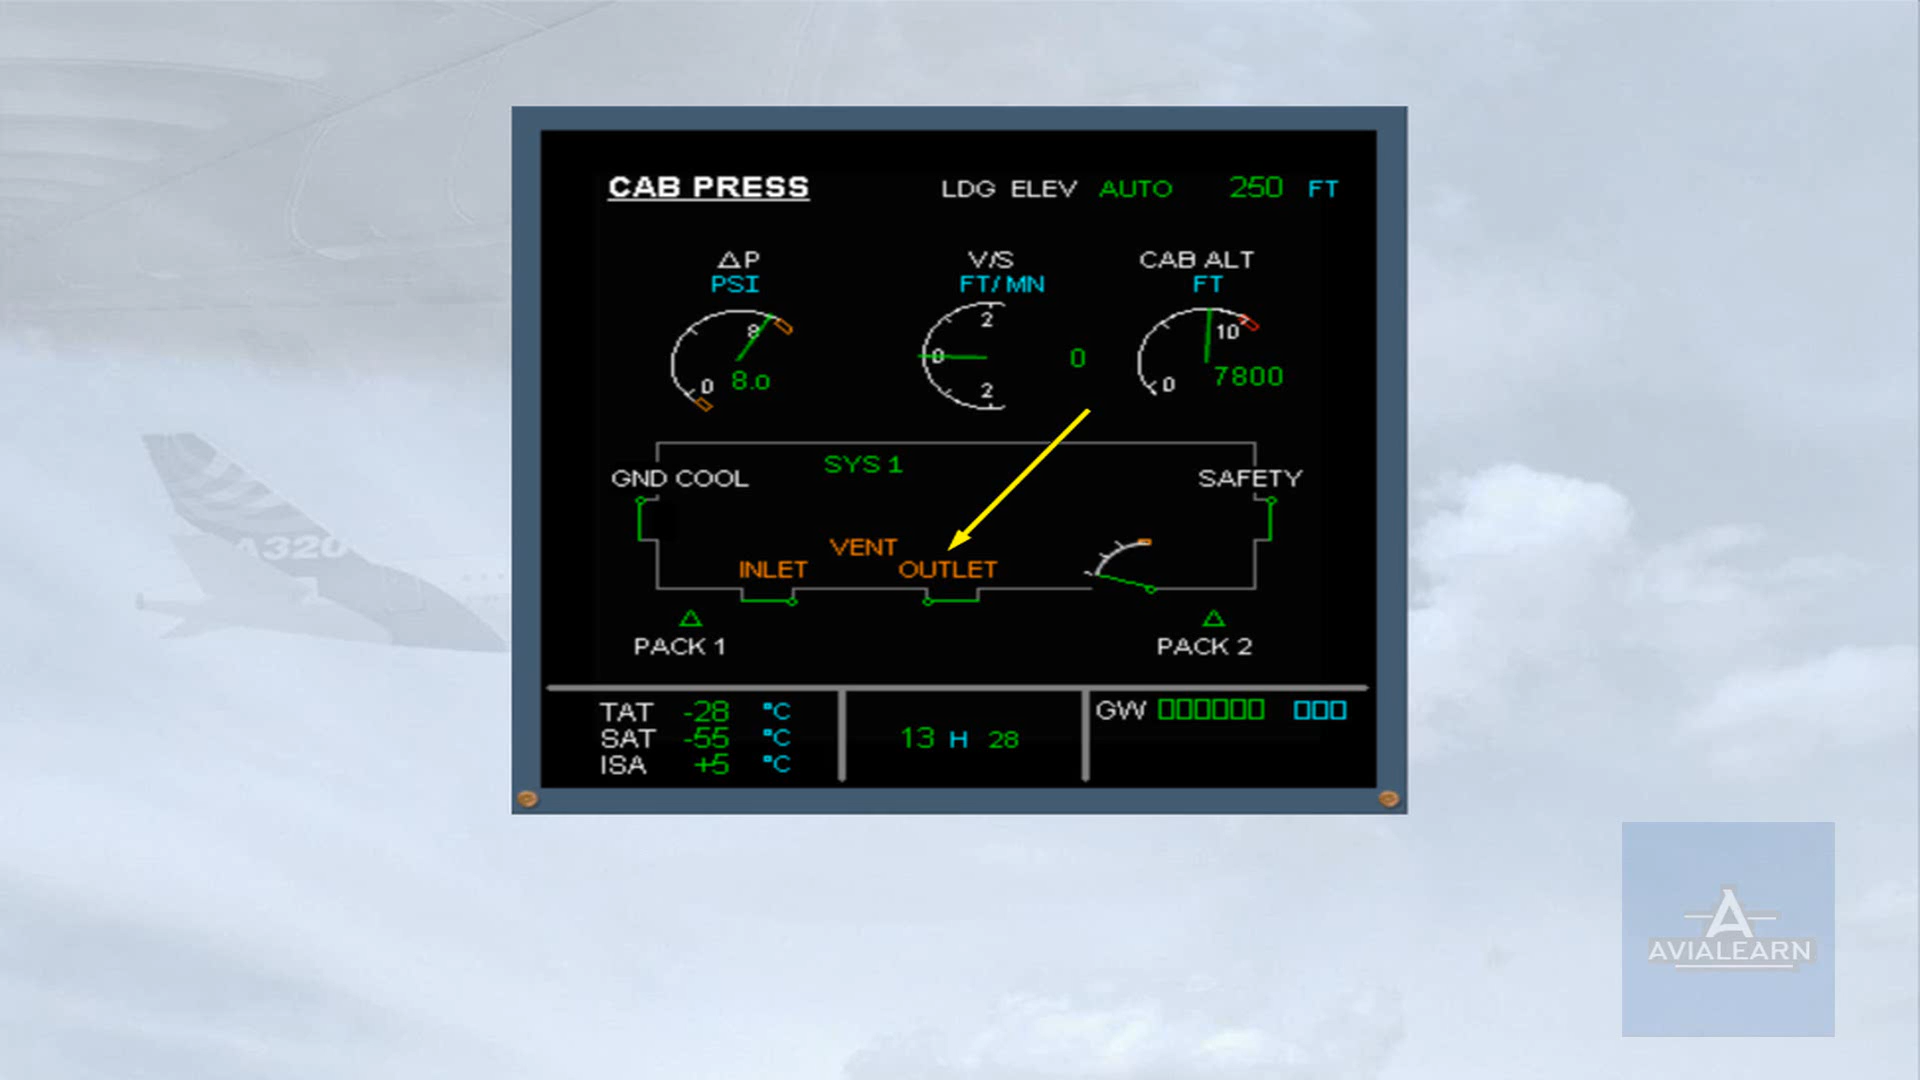 CAB PRESS LDG ELEV AUTO 250 FT
ΔP V/S CAB ALT
PSI FT/MN FT
8 2 10
0 8.0 0 0 0 7800
2
SYS 1
GND COOL SAFETY
VENT
INLET OUTLET
PACK 1 PACK 2
TAT -28 °C GW
SAT -55 °C 13 H 28
ISA +5 °C
A320
A
AVIALEARN